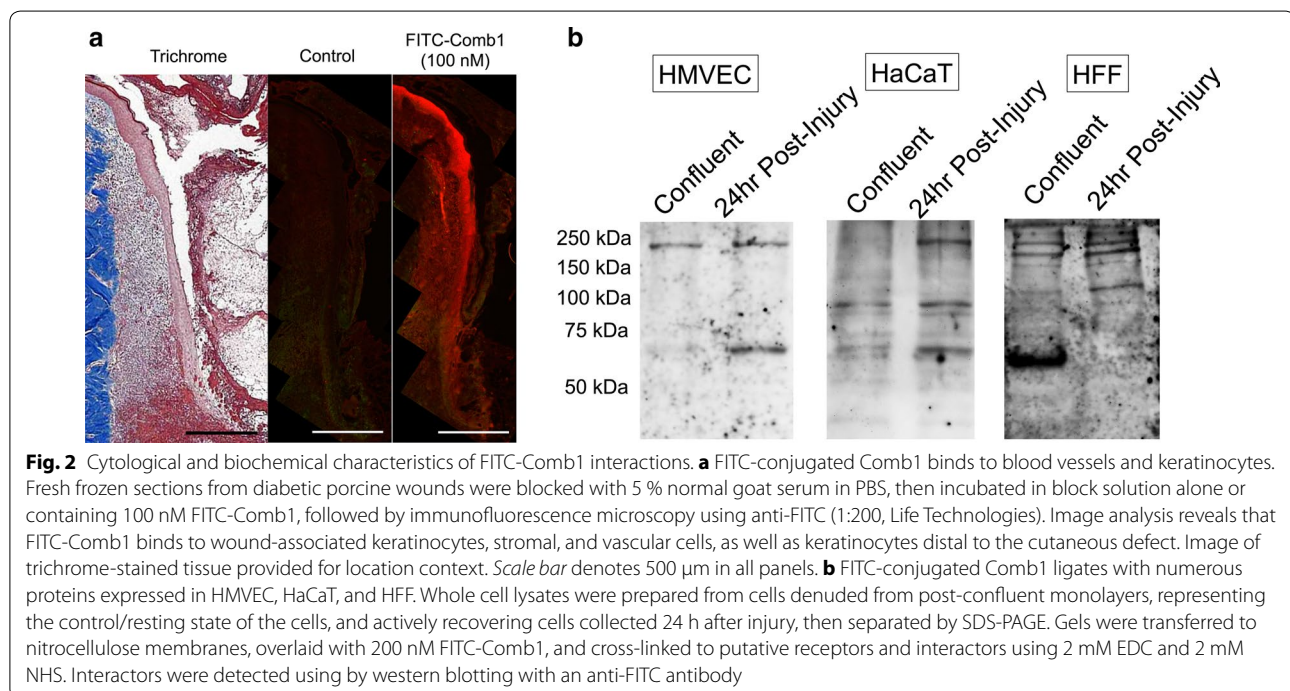 a
Trichrome
Control
FITC-Comb1
(100 nM)
b
HMVEC
HaCaT
HFF
Confluent
24hr Post-Injury
Confluent
24hr Post-Injury
Confluent
24hr Post-Injury
250 kDa
150 kDa
100 kDa
75 kDa
50 kDa
Fig. 2 Cytological and biochemical characteristics of FITC-Comb1 interactions. a FITC-conjugated Comb1 binds to blood vessels and keratinocytes.
Fresh frozen sections from diabetic porcine wounds were blocked with 5 % normal goat serum in PBS, then incubated in block solution alone or
containing 100 nM FITC-Comb1, followed by immunofluorescence microscopy using anti-FITC (1:200, Life Technologies). Image analysis reveals that
FITC-Comb1 binds to wound-associated keratinocytes, stromal, and vascular cells, as well as keratinocytes distal to the cutaneous defect. Image of
trichrome-stained tissue provided for location context. Scale bar denotes 500 μm in all panels. b FITC-conjugated Comb1 ligates with numerous
proteins expressed in HMVEC, HaCaT, and HFF. Whole cell lysates were prepared from cells denuded from post-confluent monolayers, representing
the control/resting state of the cells, and actively recovering cells collected 24 h after injury, then separated by SDS-PAGE. Gels were transferred to
nitrocellulose membranes, overlaid with 200 nM FITC-Comb1, and cross-linked to putative receptors and interactors using 2 mM EDC and 2 mM
NHS. Interactors were detected using by western blotting with an anti-FITC antibody